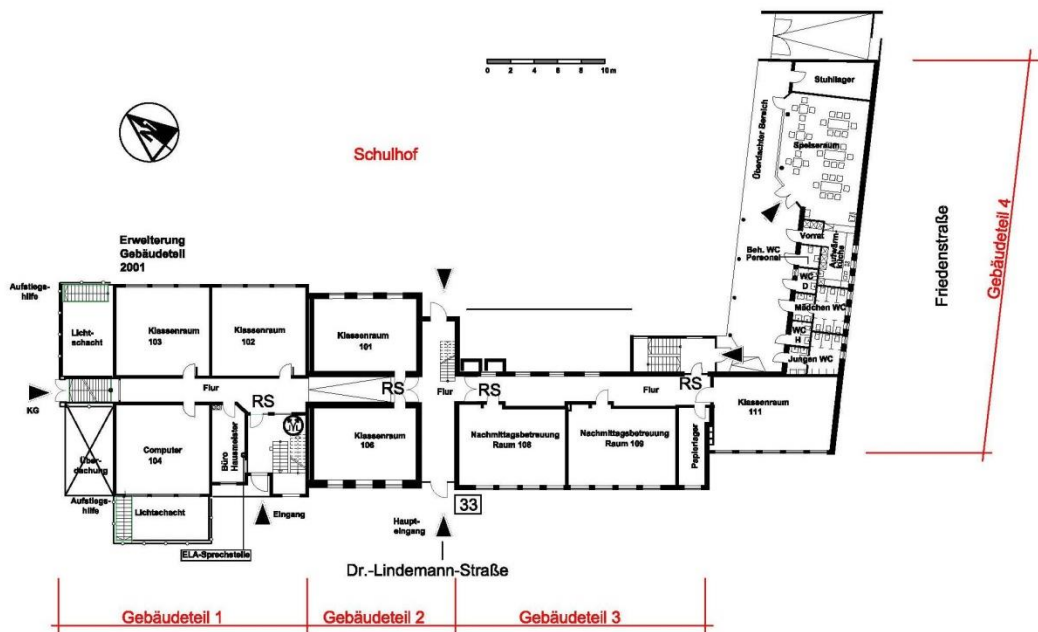 0 2 4 6 8 10 m
Stuhllager
Überdachter Bereich
Speiseraum
N
Schulhof
Friedenstraße
Gebäudeteil 4
Vorrat
Aufwärm-
küche
Beh. WC
Personal
WC
D
Mädchen WC
WC
H
Jungen WC
Erweiterung
Gebäudeteil
2001
Aufstiegs-
hilfe
Licht-
schacht
Klassenraum
103
Klassenraum
102
Klassenraum
101
Flur
RS
RS
Flur
RS
Flur
RS
Klassenraum
111
KG
Über-
dachung
Computer
104
Büro
Hausmeister
Klassenraum
106
Nachmittagsbetreuung
Raum 108
Nachmittagsbetreuung
Raum 109
Papierlager
Aufstiegs-
hilfe
Lichtschacht
Eingang
Haupt-
eingang
33
ELA-Sprechstelle
Dr.-Lindemann-Straße
Gebäudeteil 1
Gebäudeteil 2
Gebäudeteil 3